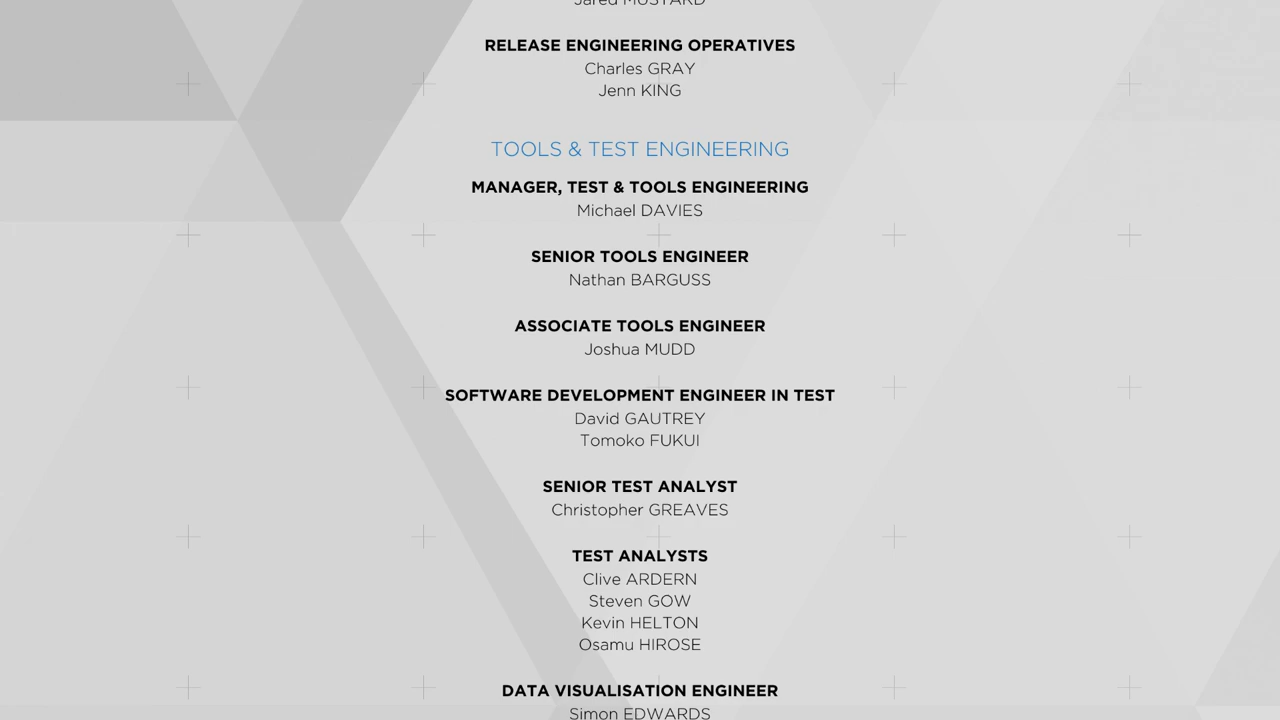 Jared MUSTARD
RELEASE ENGINEERING OPERATIVES
Charles GRAY
Jenn KING
TOOLS & TEST ENGINEERING
MANAGER, TEST & TOOLS ENGINEERING
Michael DAVIES
SENIOR TOOLS ENGINEER
Nathan BARGUSS
ASSOCIATE TOOLS ENGINEER
Joshua MUDD
SOFTWARE DEVELOPMENT ENGINEER IN TEST
David GAUTREY
Tomoko FUKUI
SENIOR TEST ANALYST
Christopher GREAVES
TEST ANALYSTS
Clive ARDERN
Steven GOW
Kevin HELTON
Osamu HIROSE
DATA VISUALISATION ENGINEER
Simon EDWARDS